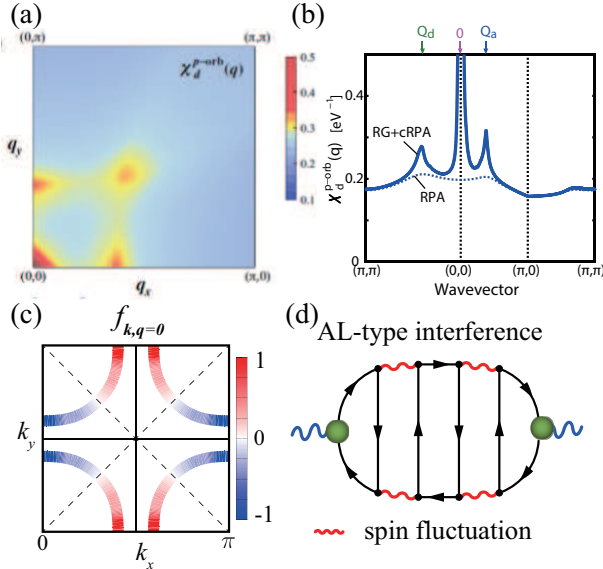 (a)
(0,π)
(π,π)
χ_d^{p-orb}(q)
q_y
(0,0)
(π,0)
q_x
0.5
0.4
0.3
0.2
0.1
(b)
Q_d
0
Q_a
0.4
0.2
0
χ_d^{p-orb}(q) [eV⁻¹]
RG+cRPA
RPA
(π,π)
(0,0)
(π,0)
(π,π)
Wavevector
(c)
f_{k,q=0}
k_y
0
π
k_x
1
0
-1
(d)
AL-type interference
spin fluctuation